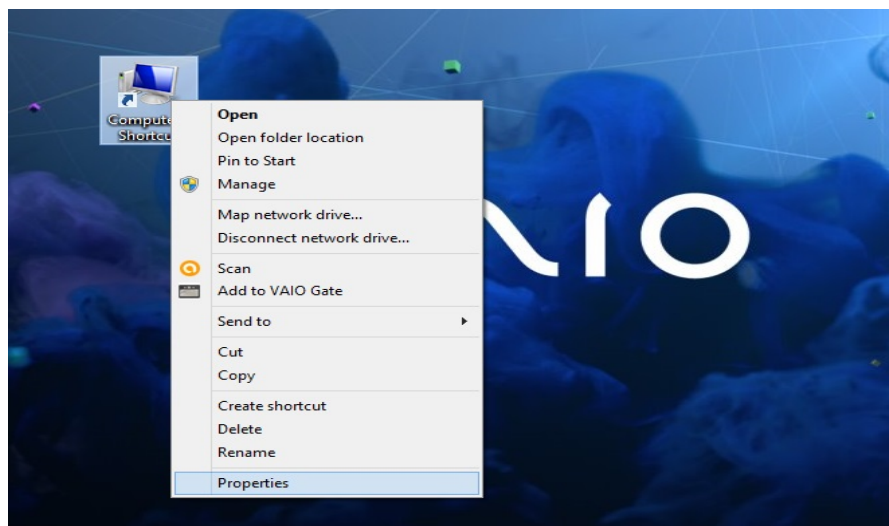 Compute
Shortcu
Open
Open folder location
Pin to Start
Manage
Map network drive...
Disconnect network drive...
Scan
Add to VAIO Gate
Send to
Cut
Copy
Create shortcut
Delete
Rename
Properties
AIO